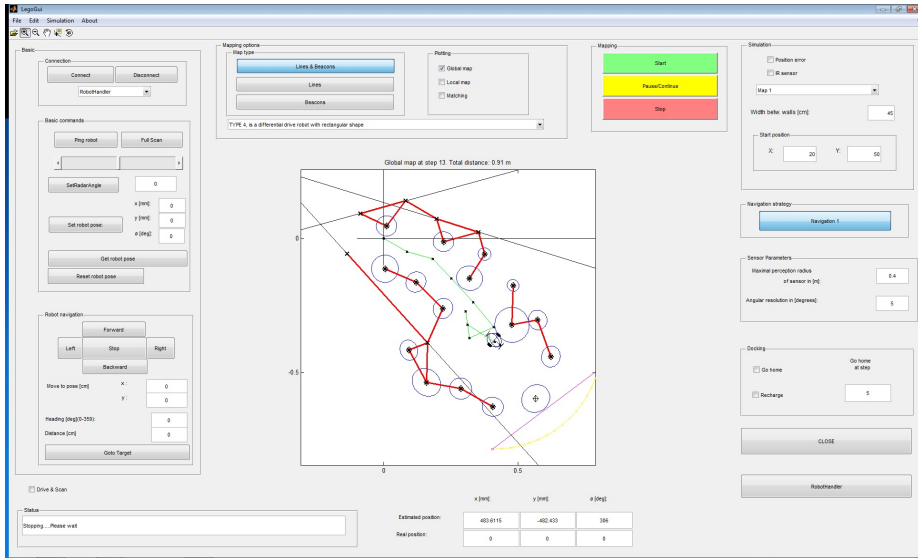 LegoGui
File Edit Simulation About
Basic
Connection
Connect Disconnect
RobotHandler
Basic commands
Ping robot Full Scan
SetRadarAngle 0
x [mm]: 0
Set robot pose: y [mm]: 0
ø [deg]: 0
Get robot pose
Reset robot pose
Robot navigation
Forward
Left Stop Right
Backward
Move to pose [cm] x : 0
y : 0
Heading [deg](0-359): 0
Distance [cm] 0
Goto Target
Drive & Scan
Status
Stopping....Please wait
Mapping options
Map type
Lines & Beacons
Lines
Beacons
Plotting
Global map
Local map
Matching
TYPE 4, is a differential drive robot with rectangular shape
Mapping
Start
Pause/Continue
Stop
Global map at step 13. Total distance: 0.91 m
0
-0.5
0 0.5
x [mm]: y [mm]: ø [deg]:
Estimated position: 483.6115 -482.433 306
Real position: 0 0 0
Simulation
Position error
IR sensor
Map 1
Width betw. walls [cm]: 45
Start position
X: 20 Y: 50
Navigation strategy
Navigation 1
Sensor Parameters
Maximal perception radius
of sensor in [m]: 0.4
Angular resolution in [degrees]: 5
Docking
Go home
Go home
at step
Recharge 5
CLOSE
RobotHandler